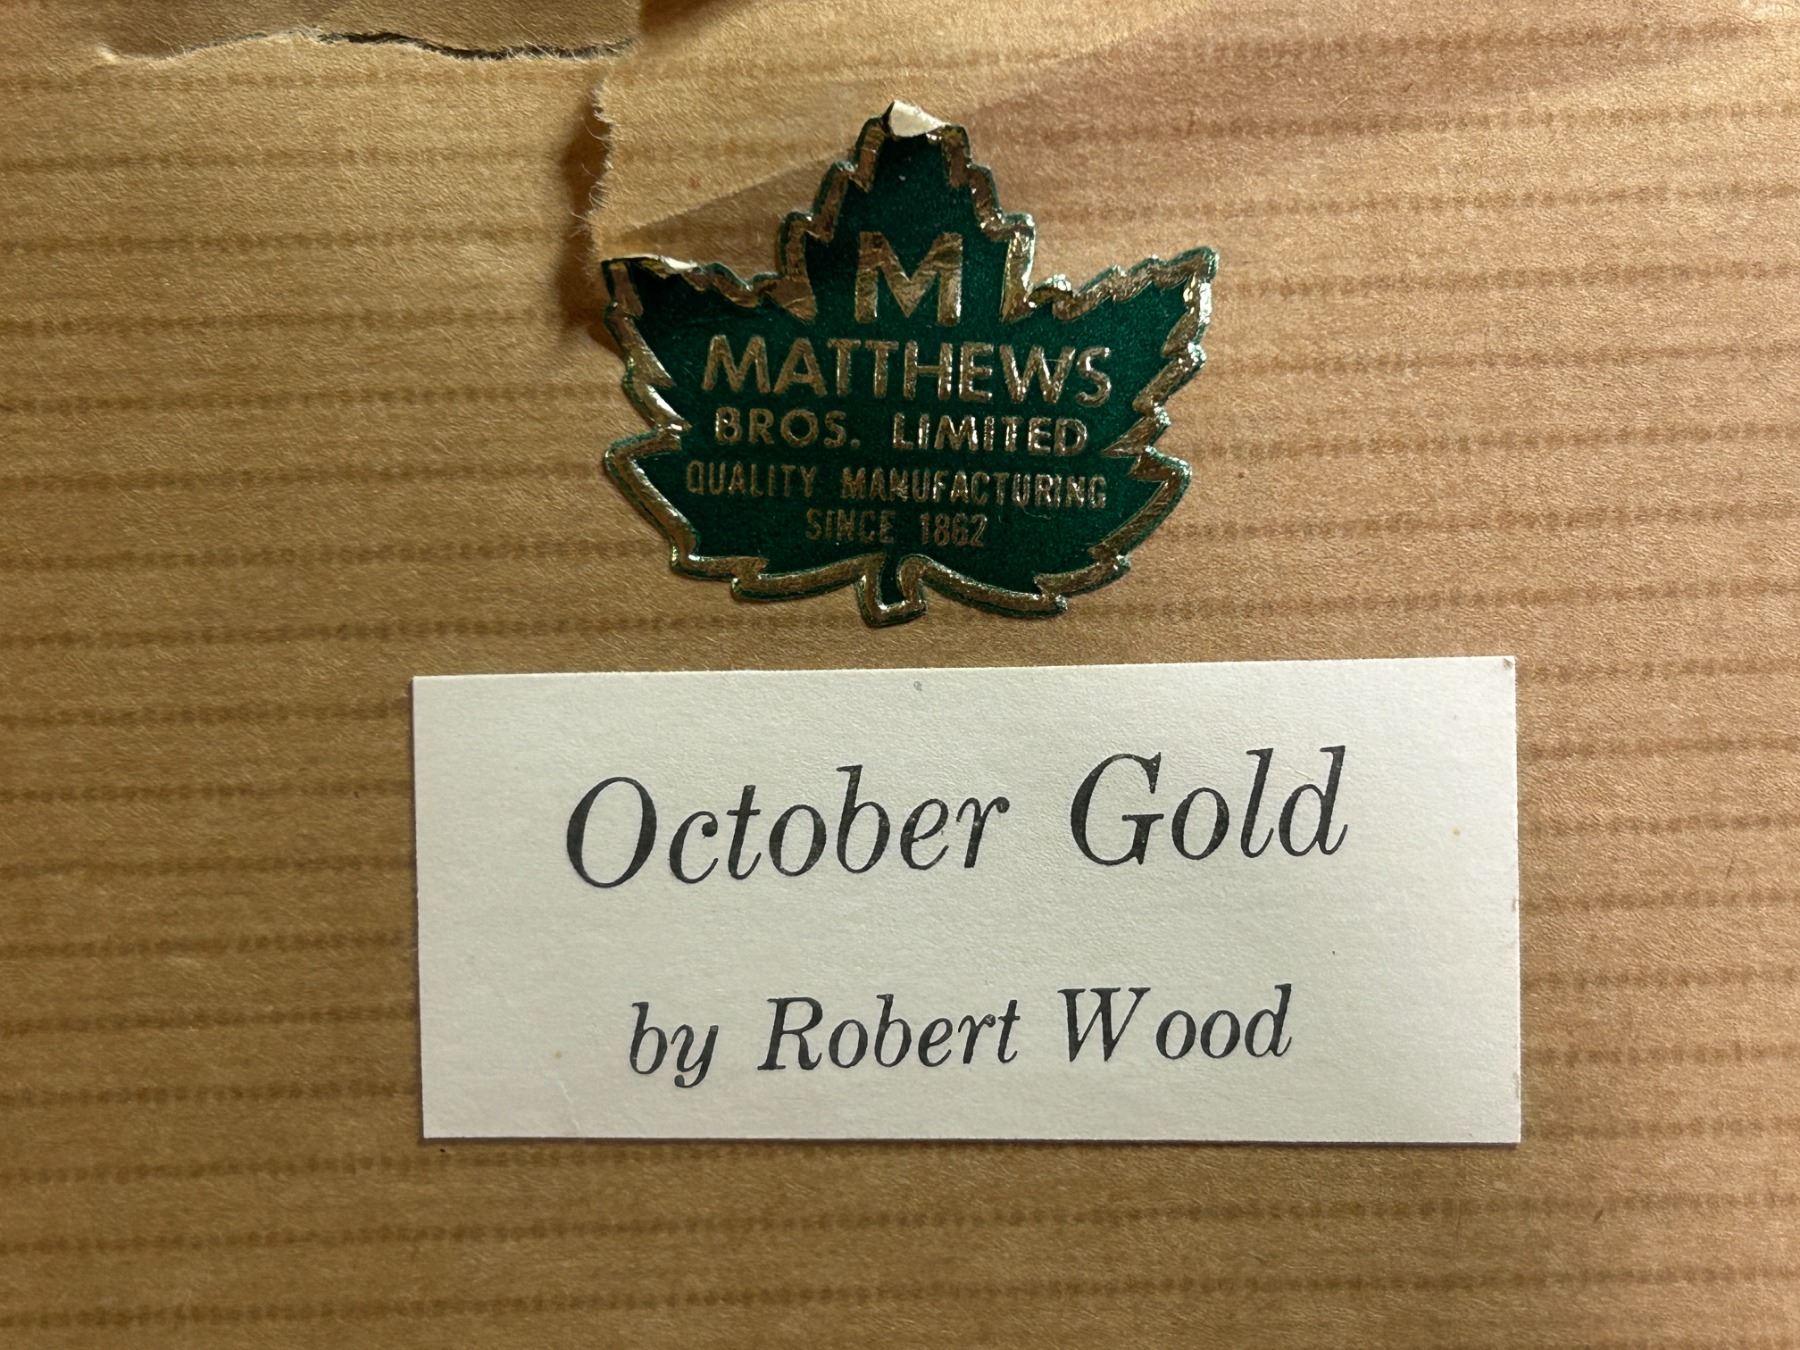 M
MATTHEWS
BROS. LIMITED
QUALITY MANUFACTURING
SINCE 1862
October Gold
by Robert Wood